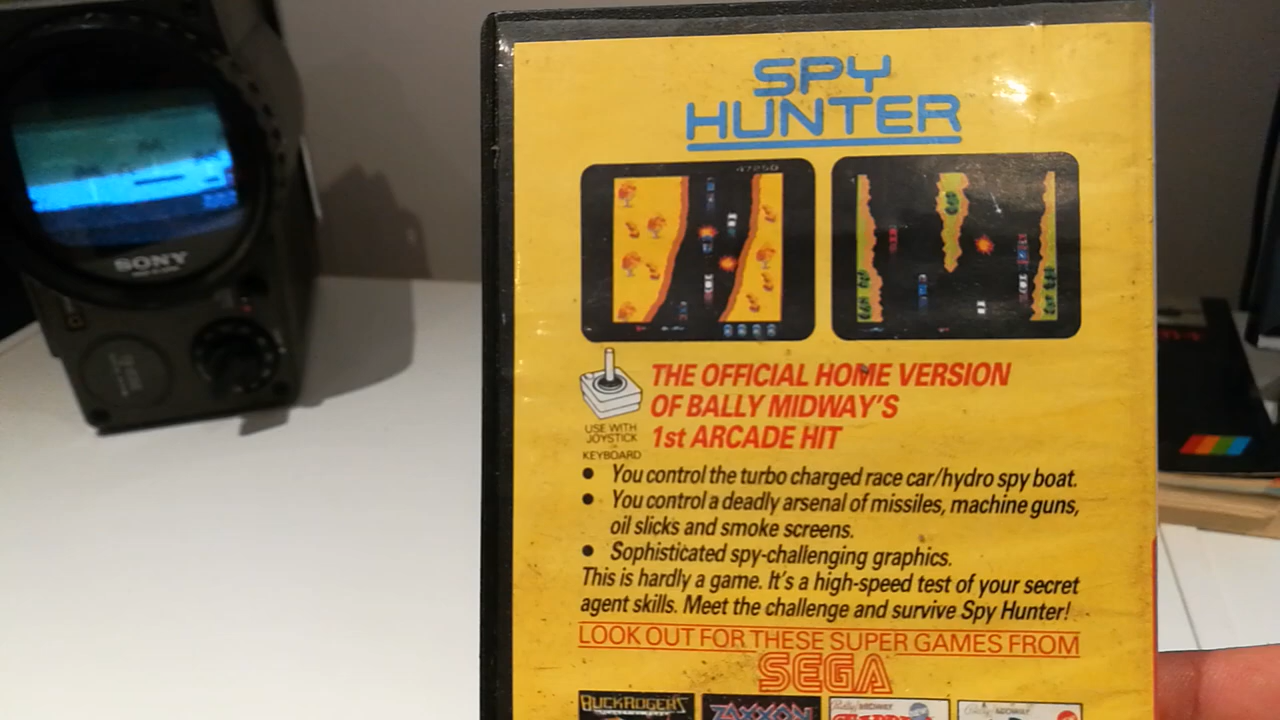 SPY
HUNTER
47250
THE OFFICIAL HOME VERSION
OF BALLY MIDWAY'S
1st ARCADE HIT
USE WITH
JOYSTICK
KEYBOARD
• You control the turbo charged race car/hydro spy boat.
• You control a deadly arsenal of missiles, machine guns,
oil slicks and smoke screens.
• Sophisticated spy-challenging graphics.
This is hardly a game. It's a high-speed test of your secret
agent skills. Meet the challenge and survive Spy Hunter!
LOOK OUT FOR THESE SUPER GAMES FROM
SEGA
BUCK ROGERS
ZAXXON
Bally MIDWAY
Bally MIDWAY
SONY